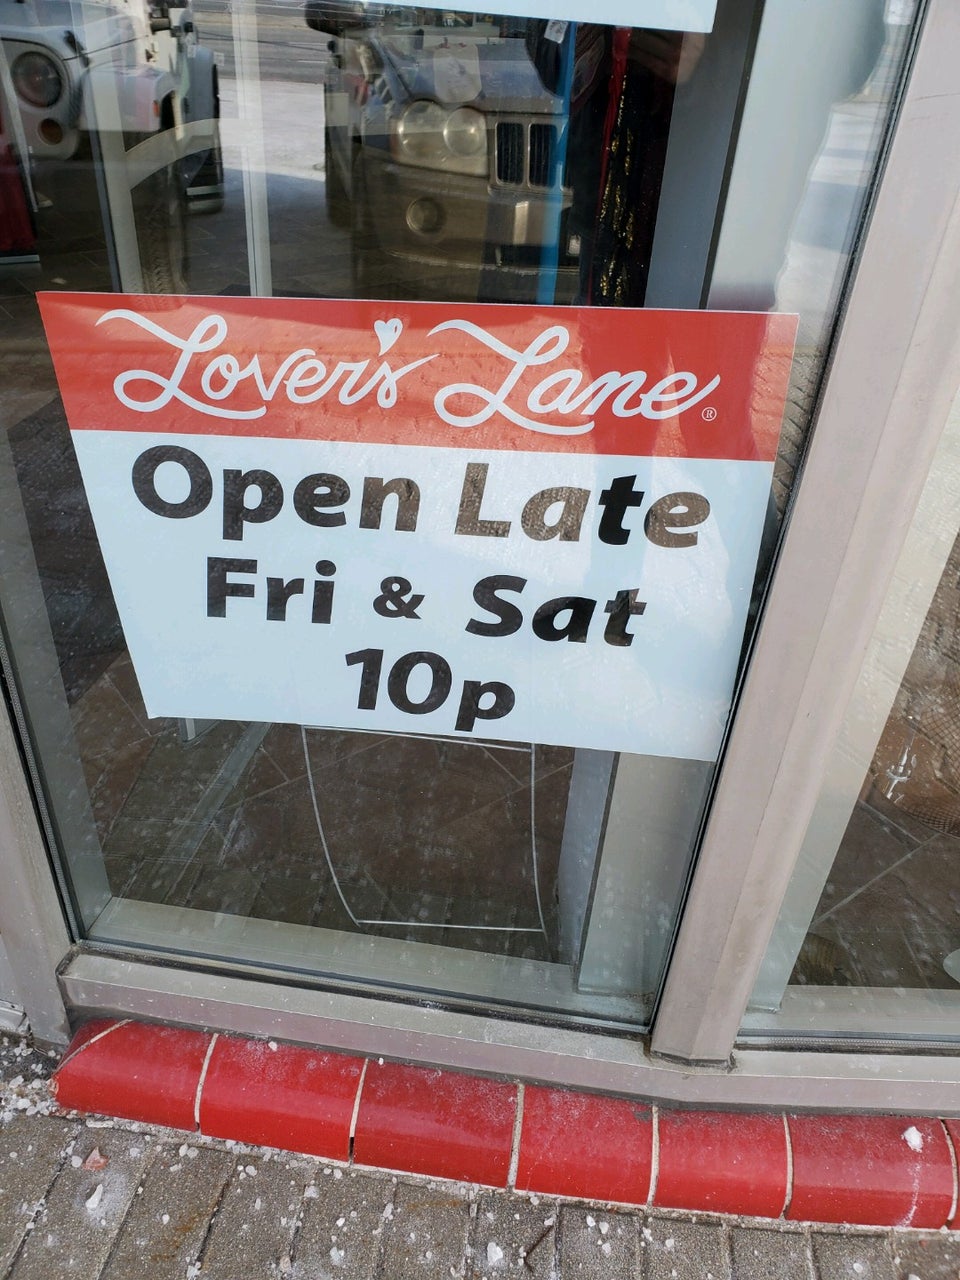 Lover's Lane®
Open Late
Fri & Sat
10p